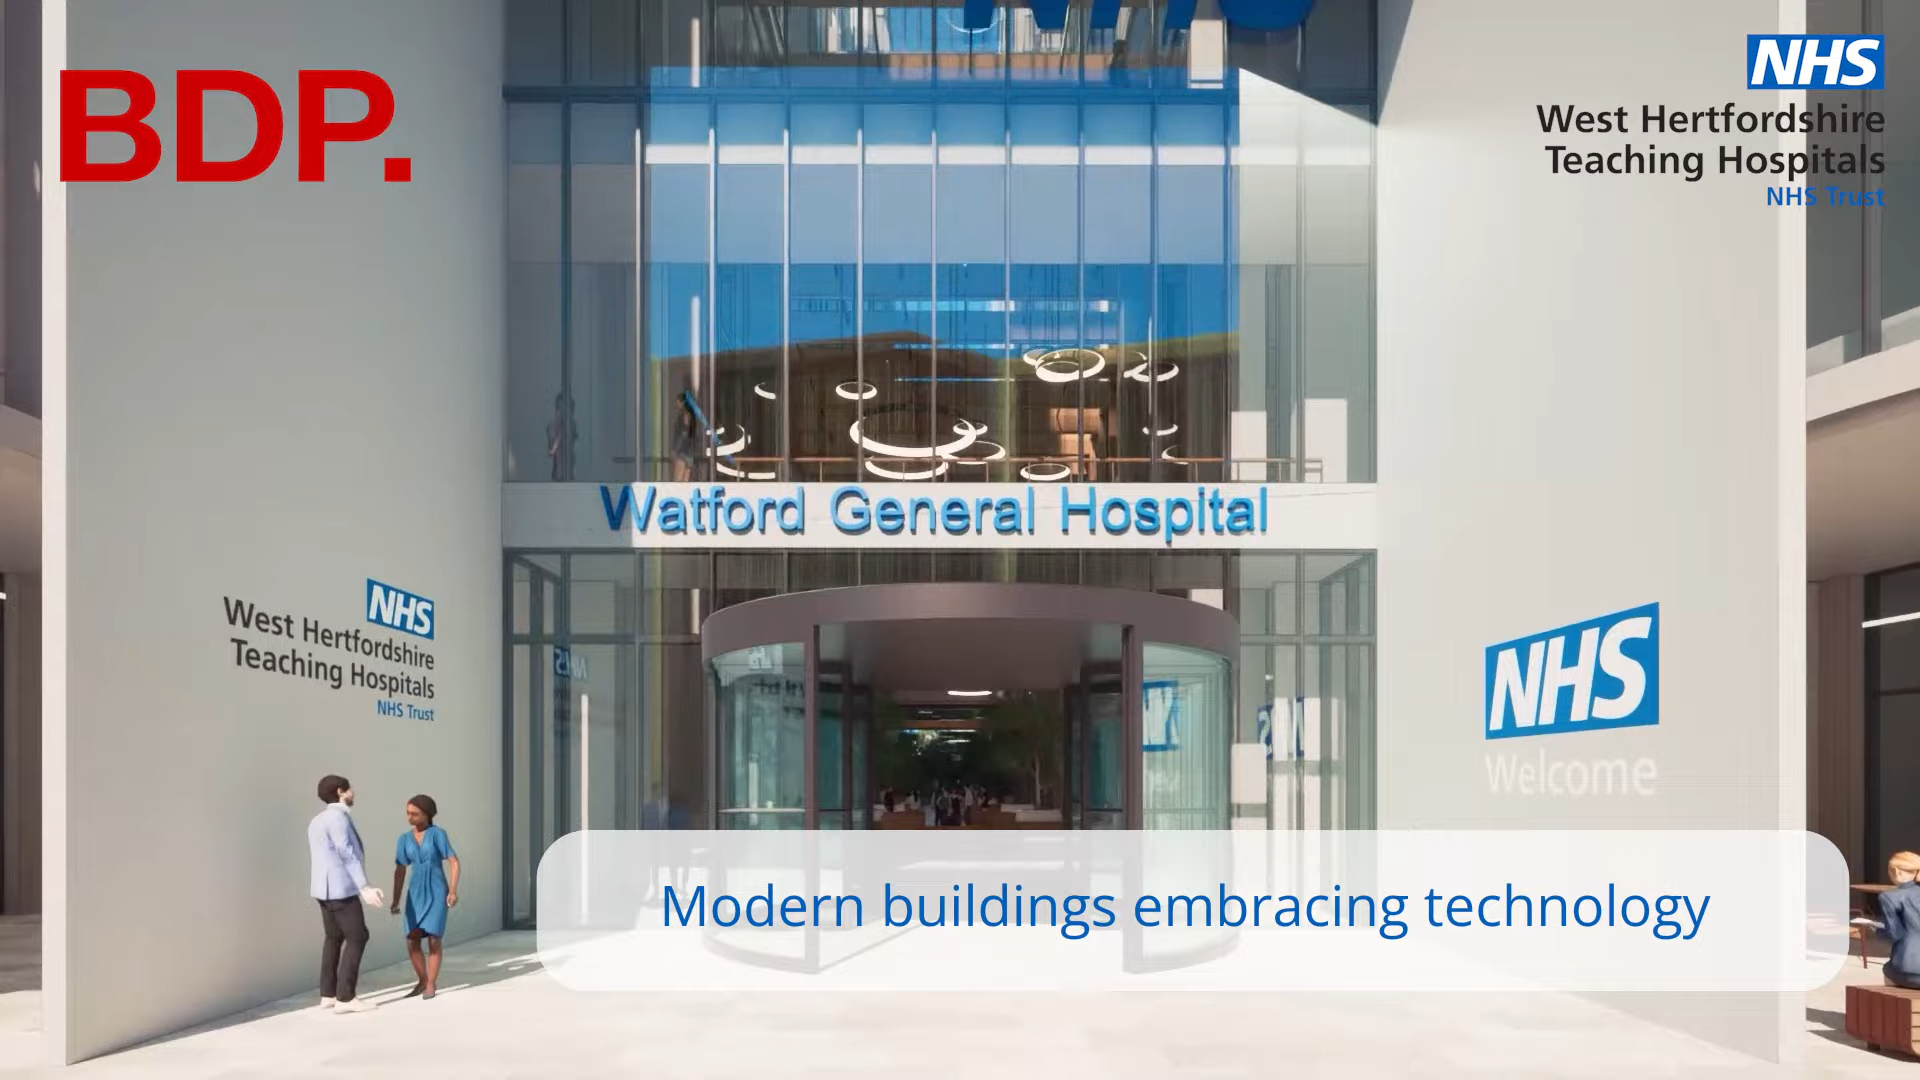 BDP.
NHS
West Hertfordshire
Teaching Hospitals
NHS Trust
Watford General Hospital
NHS
West Hertfordshire
Teaching Hospitals
NHS Trust
NHS
Welcome
Modern buildings embracing technology